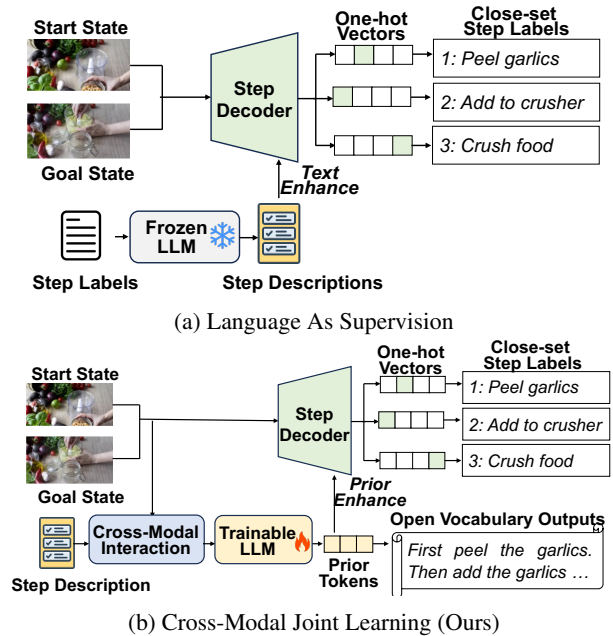 Start State
Goal State
Step
Decoder
One-hot
Vectors
Close-set
Step Labels
1: Peel garlics
2: Add to crusher
3: Crush food
Text
Enhance
Frozen
LLM
Step Labels
Step Descriptions
(a) Language As Supervision
Start State
Goal State
Step
Decoder
One-hot
Vectors
Close-set
Step Labels
1: Peel garlics
2: Add to crusher
3: Crush food
Prior
Enhance
Cross-Modal
Interaction
Trainable
LLM
Step Description
Prior
Tokens
Open Vocabulary Outputs
First peel the garlics.
Then add the garlics ...
(b) Cross-Modal Joint Learning (Ours)